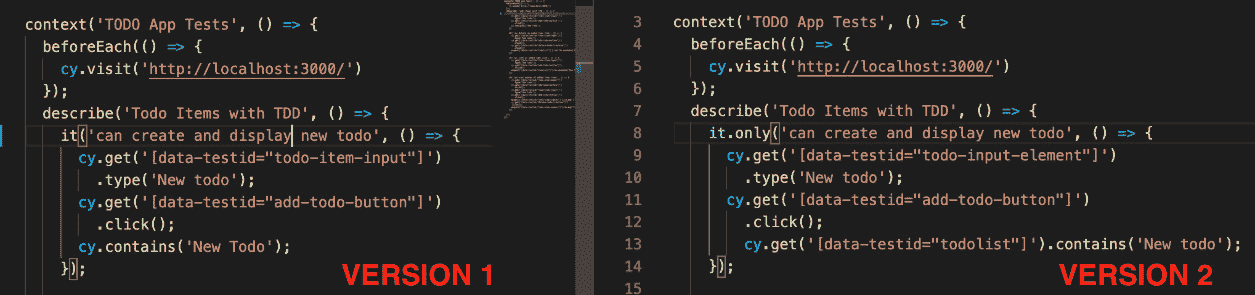 context('TODO App Tests', () => {
beforeEach(() => {
cy.visit('http://localhost:3000/')
});
describe('Todo Items with TDD', () => {
it('can create and display new todo', () => {
cy.get('[data-testid="todo-item-input"]')
.type('New todo');
cy.get('[data-testid="add-todo-button"]')
.click();
cy.contains('New Todo');
});
VERSION 1
3 context('TODO App Tests', () => {
4 beforeEach(() => {
5 cy.visit('http://localhost:3000/')
6 });
7 describe('Todo Items with TDD', () => {
8 it.only('can create and display new todo', () => {
9 cy.get('[data-testid="todo-input-element"]')
10 .type('New todo');
11 cy.get('[data-testid="add-todo-button"]')
12 .click();
13 cy.get('[data-testid="todolist"]').contains('New todo');
14 });
15
VERSION 2